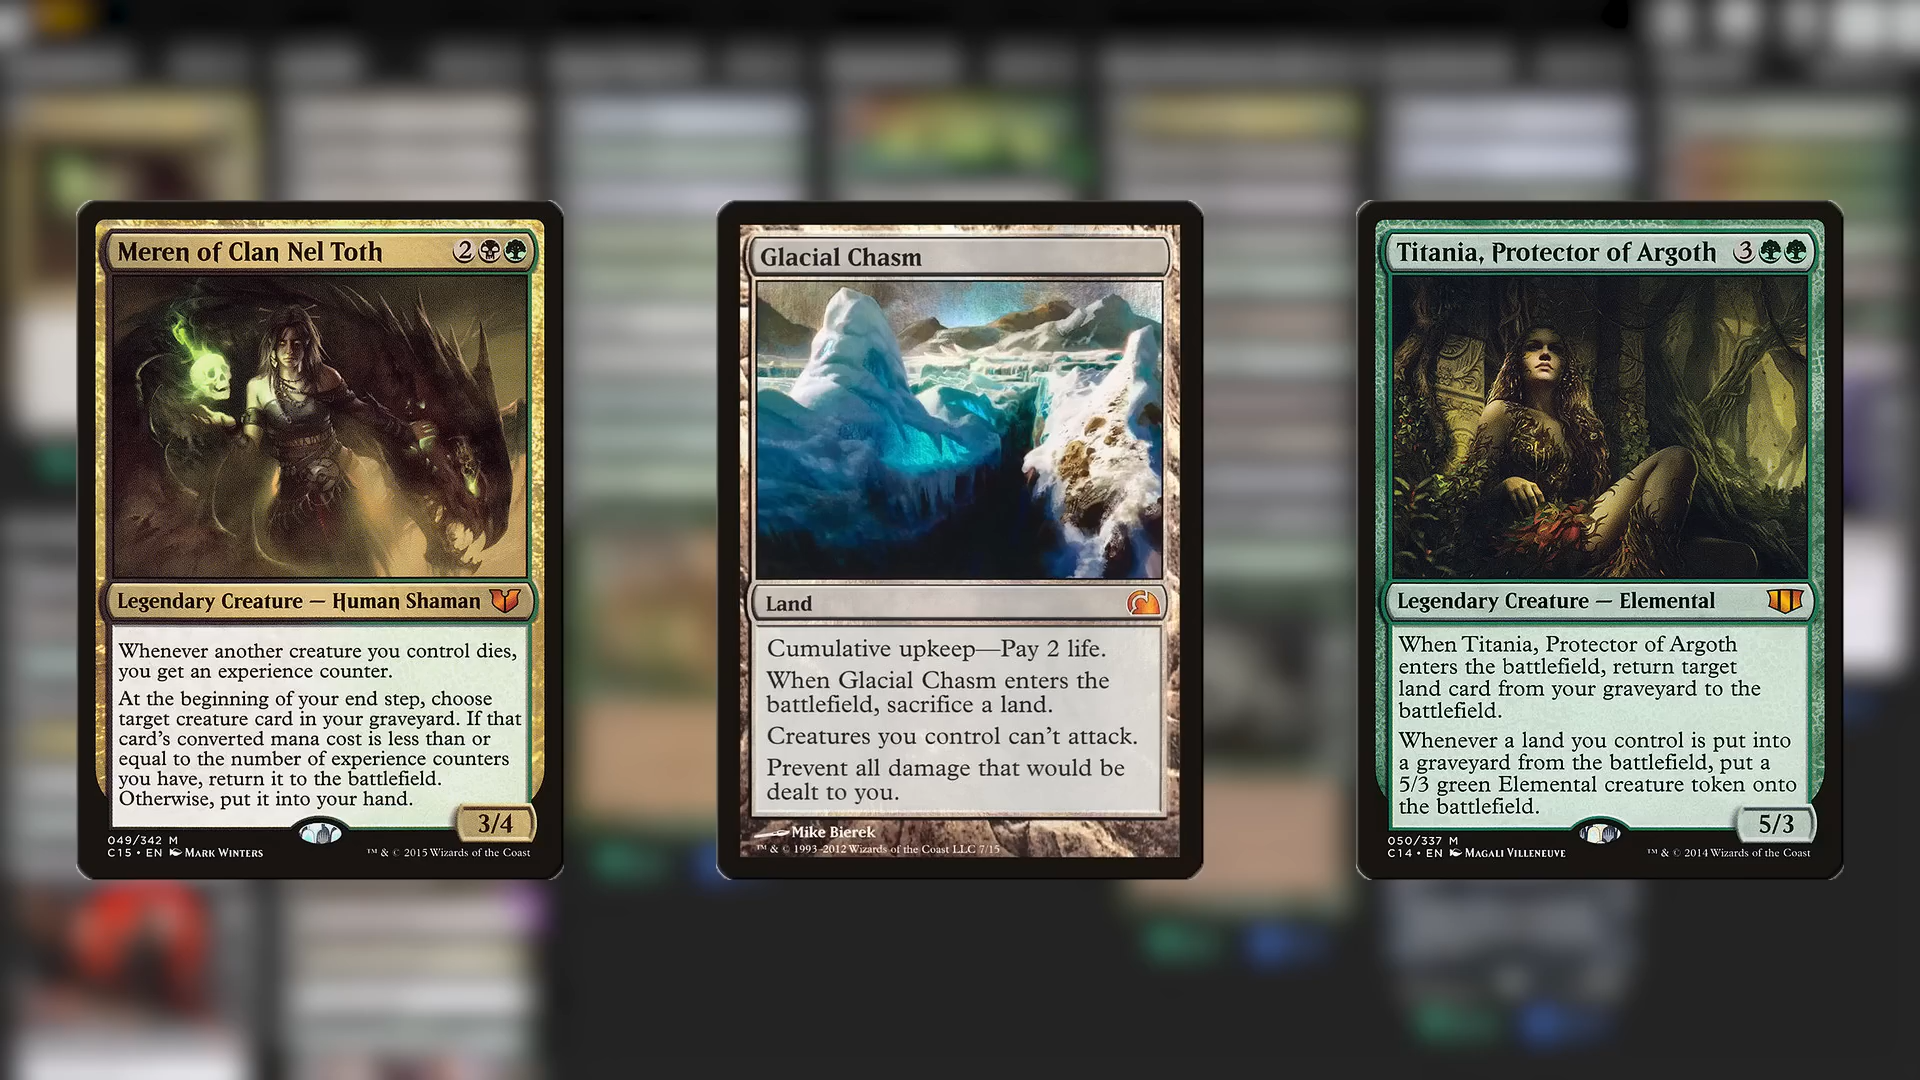 Meren of Clan Nel Toth 2
Legendary Creature — Human Shaman
Whenever another creature you control dies,
you get an experience counter.
At the beginning of your end step, choose
target creature card in your graveyard. If that
card's converted mana cost is less than or
equal to the number of experience counters
you have, return it to the battlefield.
Otherwise, put it into your hand.
3/4
049/342 M
C15 • EN Mark Winters
™ & © 2015 Wizards of the Coast
Glacial Chasm
Land
Cumulative upkeep—Pay 2 life.
When Glacial Chasm enters the
battlefield, sacrifice a land.
Creatures you control can't attack.
Prevent all damage that would be
dealt to you.
Mike Bierek
™ & © 1993–2012 Wizards of the Coast LLC 7/15
Titania, Protector of Argoth 3
Legendary Creature — Elemental
When Titania, Protector of Argoth
enters the battlefield, return target
land card from your graveyard to the
battlefield.
Whenever a land you control is put into
a graveyard from the battlefield, put a
5/3 green Elemental creature token onto
the battlefield.
5/3
050/337 M
C14 • EN Magali Villeneuve
™ & © 2014 Wizards of the Coast